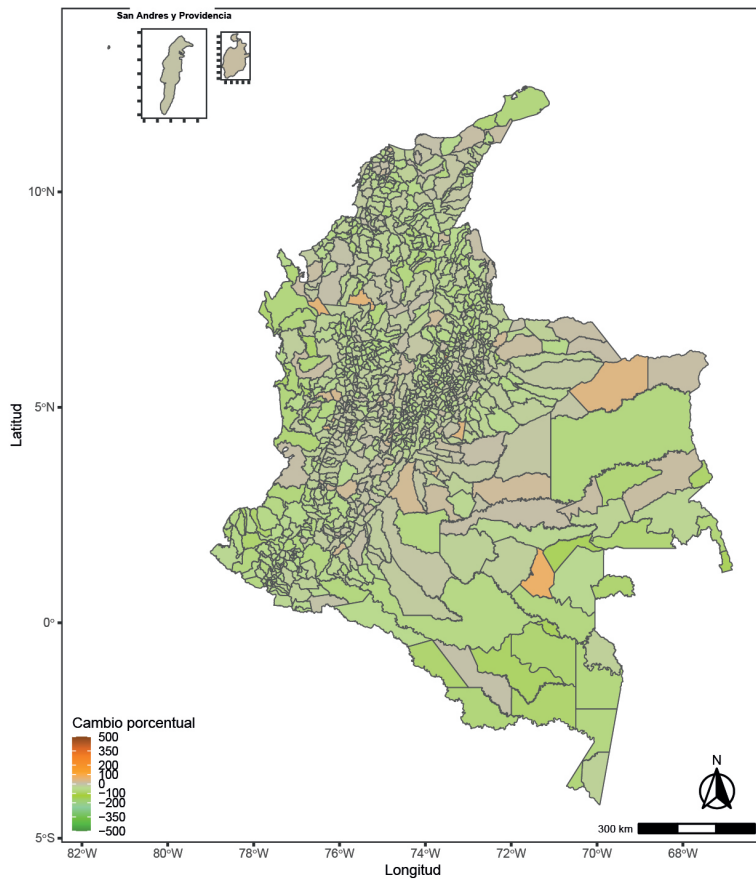 San Andres y Providencia
10°N
5°N
0°
5°S
Latitud
Cambio porcentual
500
350
200
100
0
−100
−200
−350
−500
N
300 km
82°W
80°W
78°W
76°W
74°W
72°W
70°W
68°W
Longitud